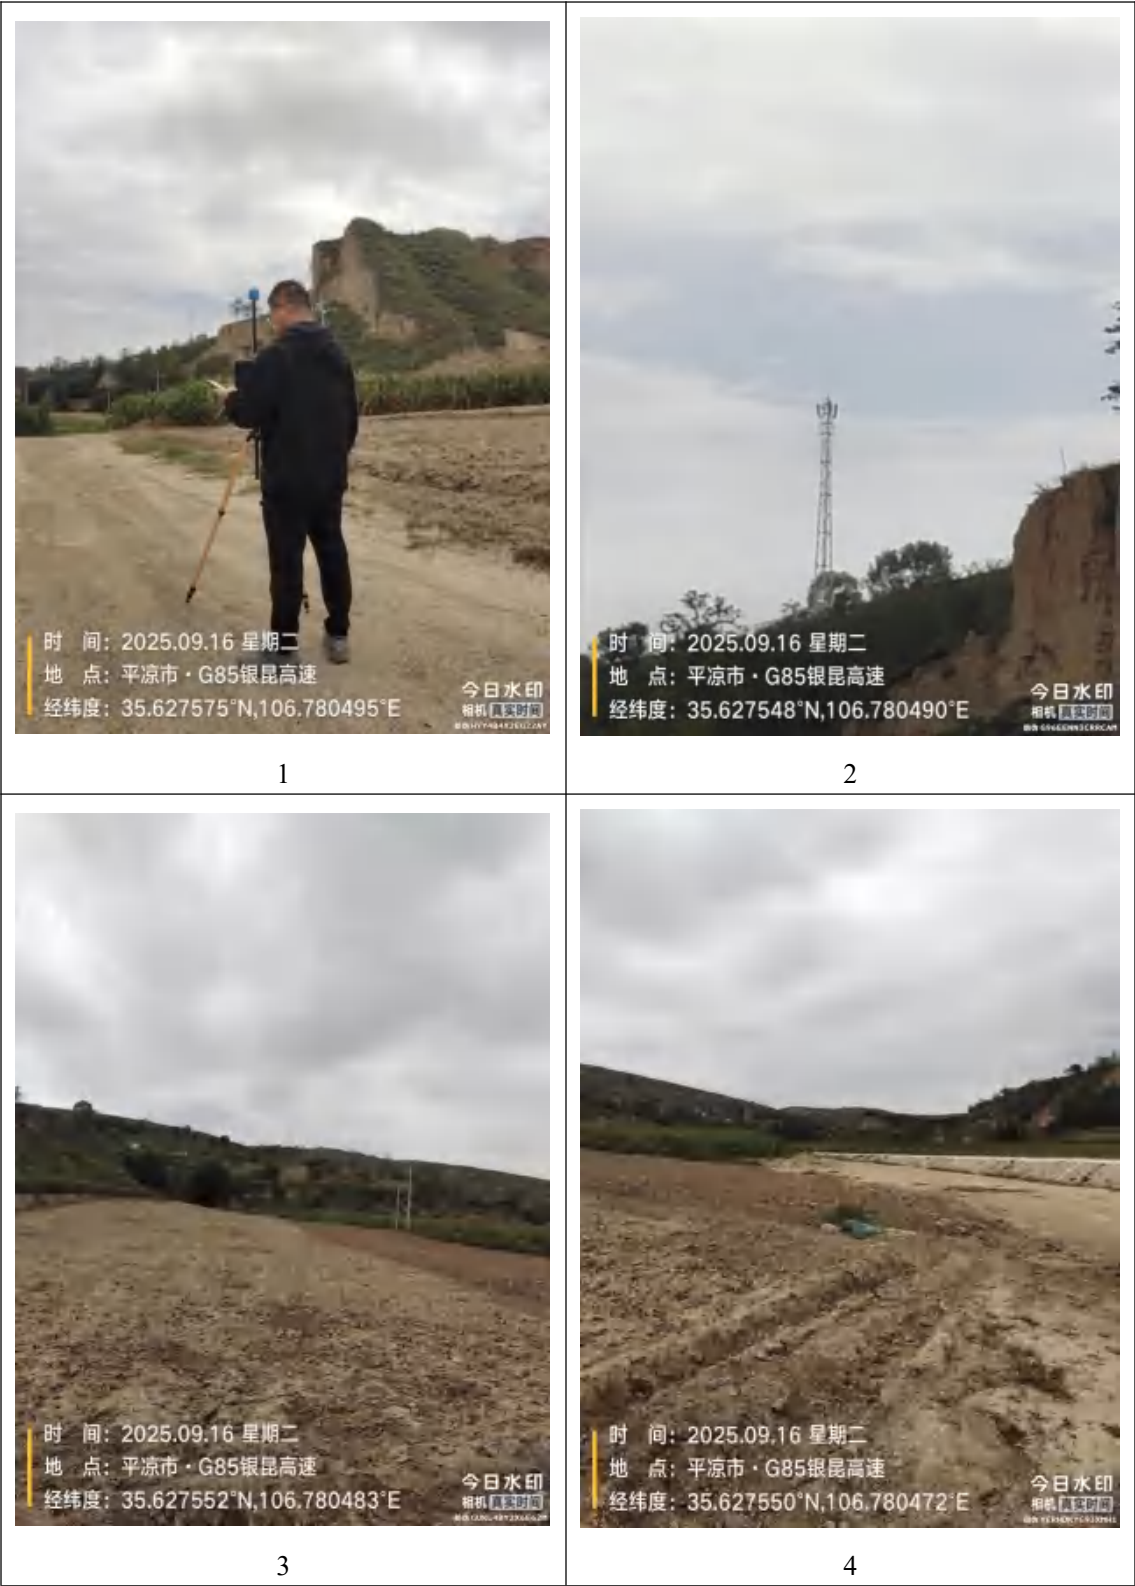 时 间：2025.09.16 星期二
地 点：平凉市·G85银昆高速
经纬度：35.627575°N,106.780495°E
今日水印
相机 真实时间
1
时 间：2025.09.16 星期二
地 点：平凉市·G85银昆高速
经纬度：35.627548°N,106.780490°E
今日水印
相机 真实时间
2
时 间：2025.09.16 星期二
地 点：平凉市·G85银昆高速
经纬度：35.627552°N,106.780483°E
今日水印
相机 真实时间
3
时 间：2025.09.16 星期二
地 点：平凉市·G85银昆高速
经纬度：35.627550°N,106.780472°E
今日水印
相机 真实时间
4